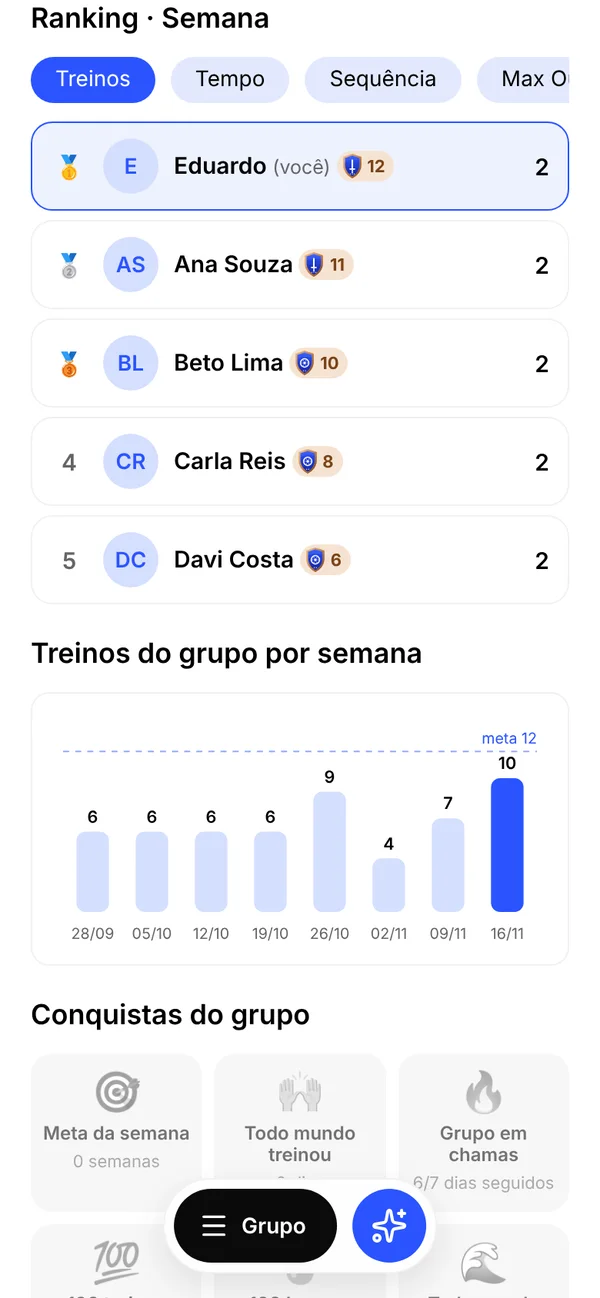 Ranking · Semana
Treinos
Tempo
Sequência
Max
Eduardo (você) 12 2
AS Ana Souza 11 2
BL Beto Lima 10 2
4 CR Carla Reis 8 2
5 DC Davi Costa 6 2
Treinos do grupo por semana
meta 12
6 6 6 6 9 4 7 10
28/09 05/10 12/10 19/10 26/10 02/11 09/11 16/11
Conquistas do grupo
Meta da semana
0 semanas
Todo mundo
treinou
Grupo em
chamas
6/7 dias seguidos
Grupo
100